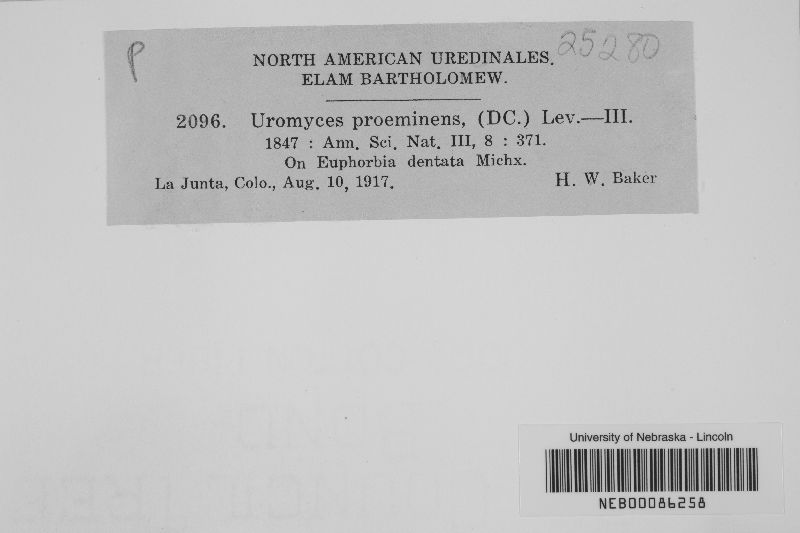 P
25280
NORTH AMERICAN UREDINALES.
ELAM BARTHOLOMEW.
2096. Uromyces proeminens, (DC.) Lev.—III.
1847 : Ann. Sci. Nat. III, 8 : 371.
On Euphorbia dentata Michx.
La Junta, Colo., Aug. 10, 1917. H. W. Baker
University of Nebraska - Lincoln
NEB00086258